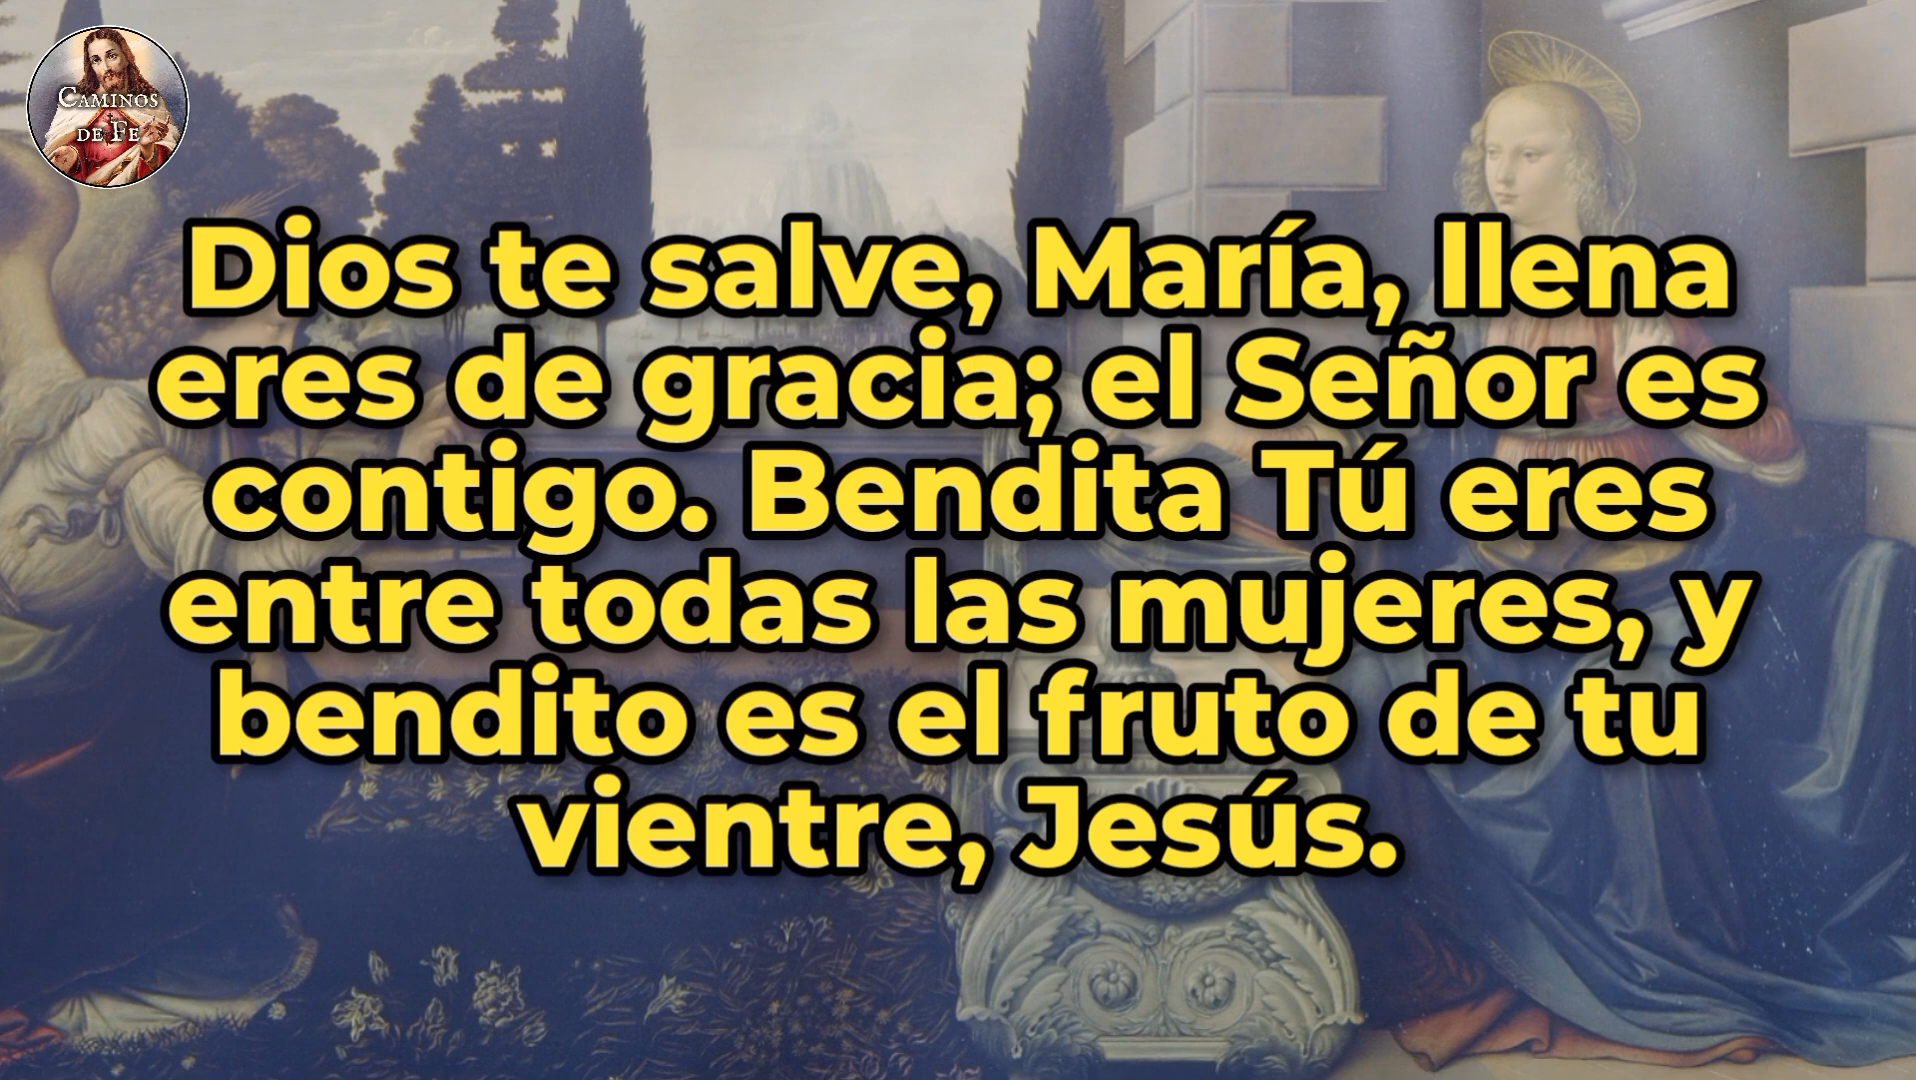 CAMINOS
DE FE
Dios te salve, María, llena
eres de gracia; el Señor es
contigo. Bendita Tú eres
entre todas las mujeres, y
bendito es el fruto de tu
vientre, Jesús.